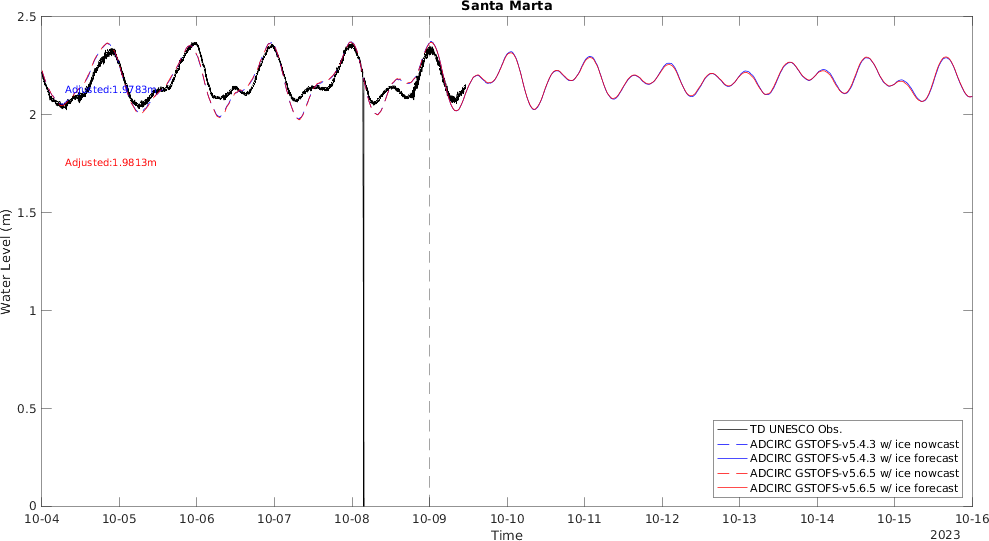 Santa Marta
2.5
2
1.5
1
0.5
0
Water Level (m)
Adjusted:1.9783m
Adjusted:1.9813m
TD UNESCO Obs.
ADCIRC GSTOFS-v5.4.3 w/ ice nowcast
ADCIRC GSTOFS-v5.4.3 w/ ice forecast
ADCIRC GSTOFS-v5.6.5 w/ ice nowcast
ADCIRC GSTOFS-v5.6.5 w/ ice forecast
10-04 10-05 10-06 10-07 10-08 10-09 10-10 10-11 10-12 10-13 10-14 10-15 10-16
Time
2023